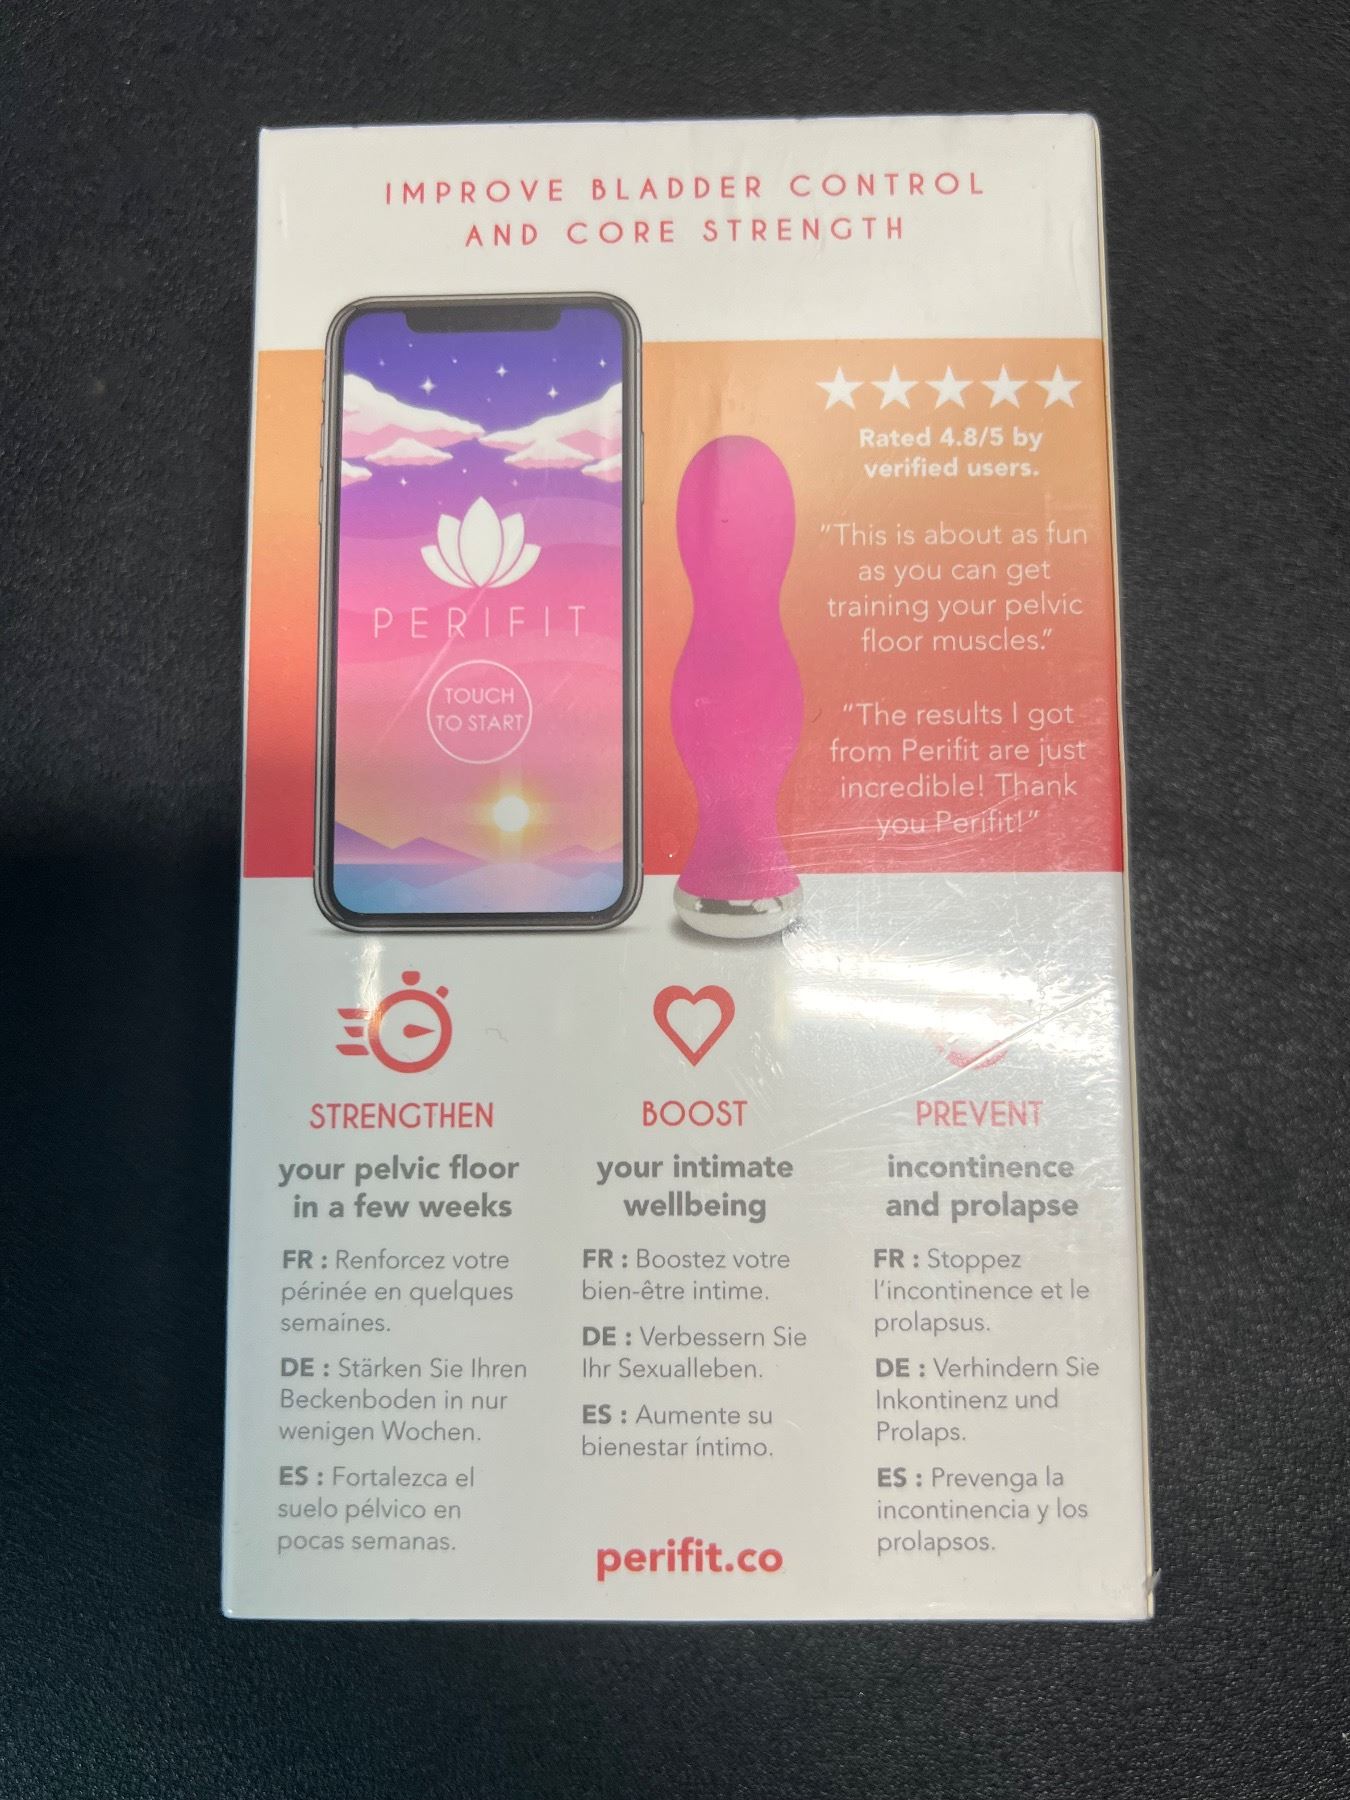 IMPROVE BLADDER CONTROL
AND CORE STRENGTH
PERIFIT
TOUCH
TO START
Rated 4.8/5 by
verified users.
"This is about as fun
as you can get
training your pelvic
floor muscles."
"The results I got
from Perifit are just
incredible! Thank
you Perifit!"
STRENGTHEN
your pelvic floor
in a few weeks
FR : Renforcez votre
périnée en quelques
semaines.
DE : Stärken Sie Ihren
Beckenboden in nur
wenigen Wochen.
ES : Fortalezca el
suelo pélvico en
pocas semanas.
BOOST
your intimate
wellbeing
FR : Boostez votre
bien-être intime.
DE : Verbessern Sie
Ihr Sexualleben.
ES : Aumente su
bienestar íntimo.
PREVENT
incontinence
and prolapse
FR : Stoppez
l'incontinence et le
prolapsus.
DE : Verhindern Sie
Inkontinenz und
Prolaps.
ES : Prevenga la
incontinencia y los
prolapsos.
perifit.co